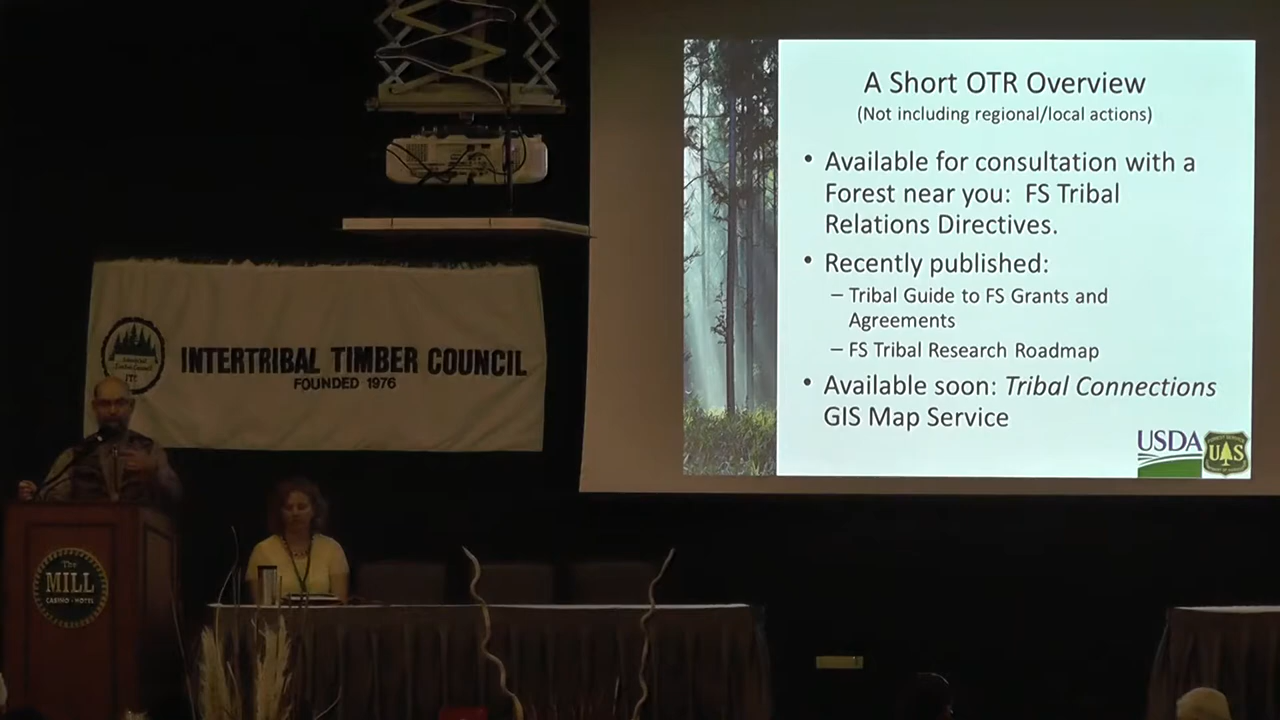 A Short OTR Overview
(Not including regional/local actions)
• Available for consultation with a
Forest near you: FS Tribal
Relations Directives.
• Recently published:
– Tribal Guide to FS Grants and
Agreements
– FS Tribal Research Roadmap
• Available soon: Tribal Connections
GIS Map Service
USDA
UAS
INTERTRIBAL TIMBER COUNCIL
FOUNDED 1976
ITC
The
MILL
CASINO • HOTEL